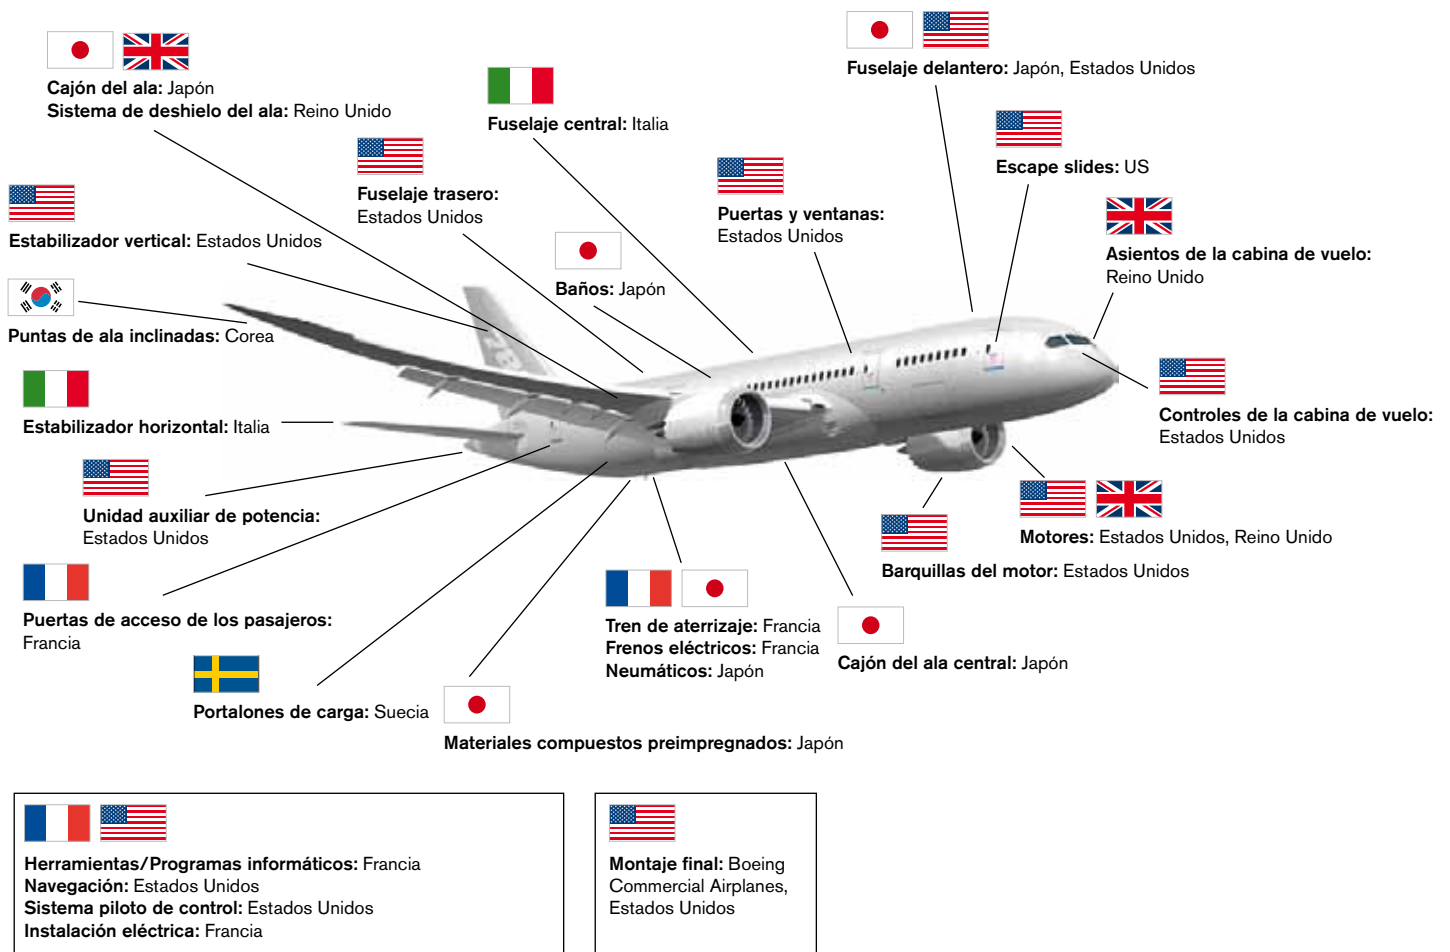 Cajón del ala: Japón
Sistema de deshielo del ala: Reino Unido
Fuselaje central: Italia
Fuselaje delantero: Japón, Estados Unidos
Escape slides: US
Fuselaje trasero:
Estados Unidos
Puertas y ventanas:
Estados Unidos
Estabilizador vertical: Estados Unidos
Asientos de la cabina de vuelo:
Reino Unido
Baños: Japón
Puntas de ala inclinadas: Corea
Controles de la cabina de vuelo:
Estados Unidos
Estabilizador horizontal: Italia
Unidad auxiliar de potencia:
Estados Unidos
Motores: Estados Unidos, Reino Unido
Barquillas del motor: Estados Unidos
Puertas de acceso de los pasajeros:
Francia
Tren de aterrizaje: Francia
Frenos eléctricos: Francia
Neumáticos: Japón
Cajón del ala central: Japón
Portalones de carga: Suecia
Materiales compuestos preimpregnados: Japón
Herramientas/Programas informáticos: Francia
Navegación: Estados Unidos
Sistema piloto de control: Estados Unidos
Instalación eléctrica: Francia
Montaje final: Boeing
Commercial Airplanes,
Estados Unidos